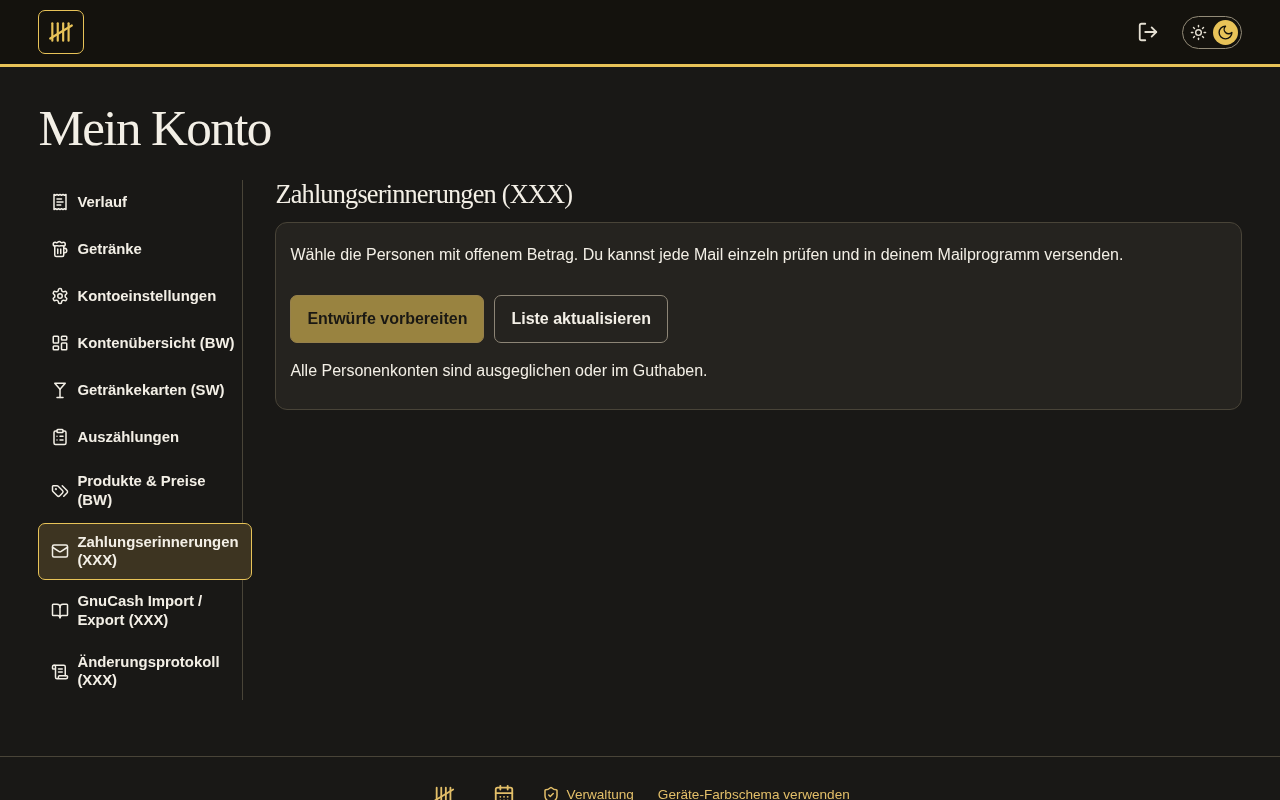 Mein Konto
Verlauf
Getränke
Kontoeinstellungen
Kontenübersicht (BW)
Getränkekarten (SW)
Auszählungen
Produkte & Preise
(BW)
Zahlungserinnerungen
(XXX)
GnuCash Import /
Export (XXX)
Änderungsprotokoll
(XXX)
Zahlungserinnerungen (XXX)
Wähle die Personen mit offenem Betrag. Du kannst jede Mail einzeln prüfen und in deinem Mailprogramm versenden.
Entwürfe vorbereiten
Liste aktualisieren
Alle Personenkonten sind ausgeglichen oder im Guthaben.
Verwaltung
Geräte-Farbschema verwenden